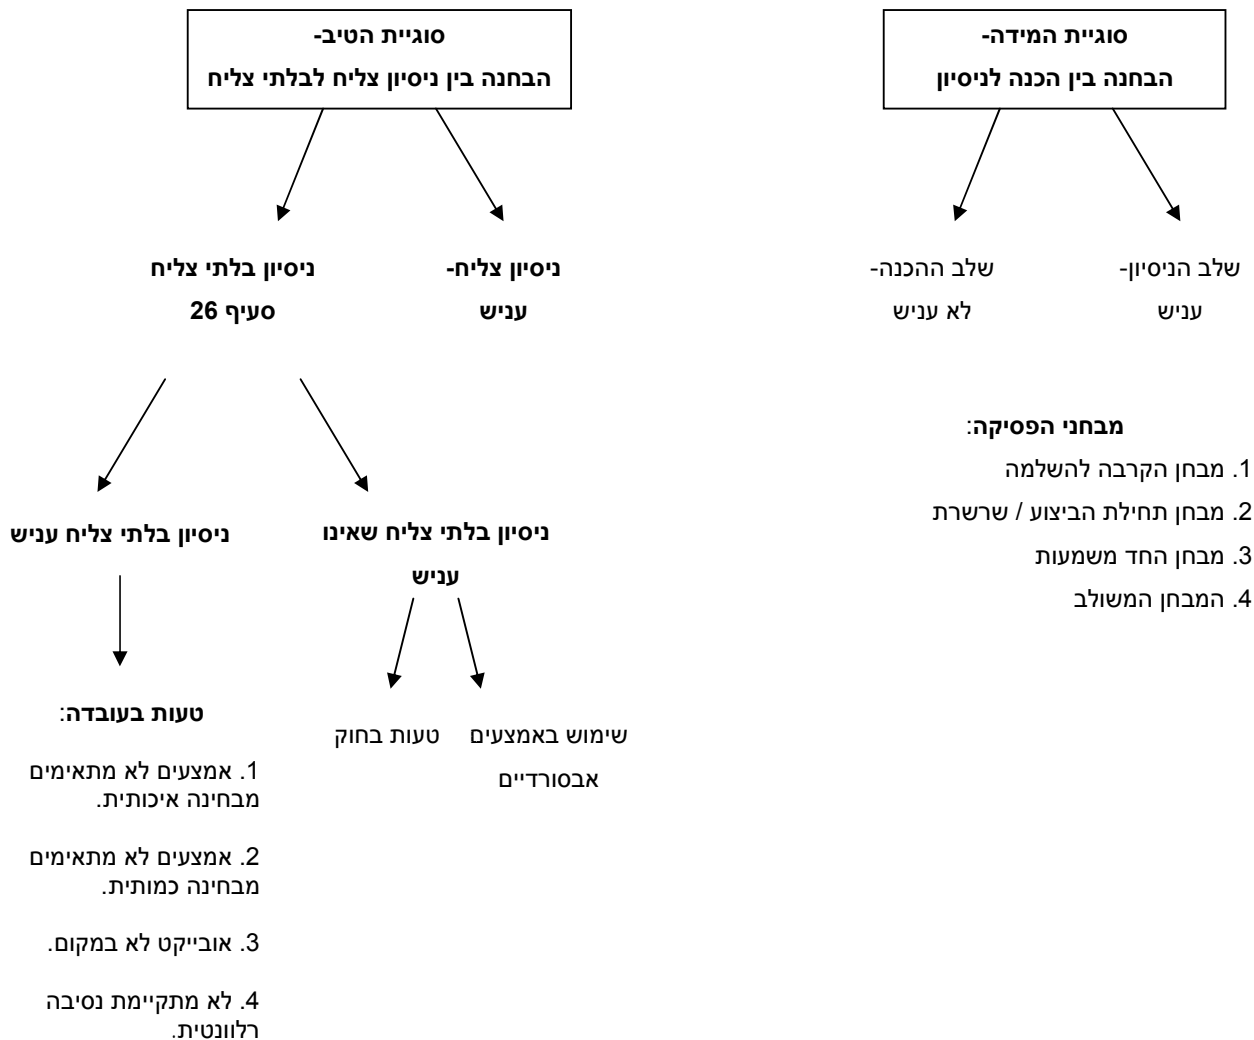 סוגיית המידה-
הבחנה בין הכנה לניסיון
שלב הניסיון-
עניש
שלב ההכנה-
לא עניש
מבחני הפסיקה:
1. מבחן הקרבה להשלמה
2. מבחן תחילת הביצוע / שרשרת
3. מבחן החד משמעות
4. המבחן המשולב
סוגיית הטיב-
הבחנה בין ניסיון צליח לבלתי צליח
ניסיון צליח-
עניש
ניסיון בלתי צליח
סעיף 26
ניסיון בלתי צליח שאינו
עניש
שימוש באמצעים
אבסורדיים
טעות בחוק
ניסיון בלתי צליח עניש
טעות בעובדה:
1. אמצעים לא מתאימים
מבחינה איכותית.
2. אמצעים לא מתאימים
מבחינה כמותית.
3. אובייקט לא במקום.
4. לא מתקיימת נסיבה
רלוונטית.